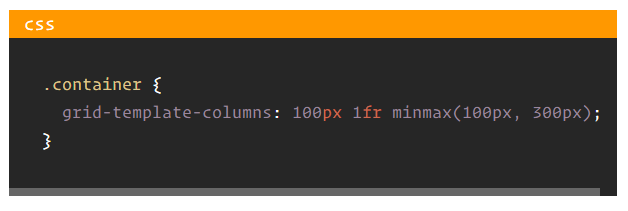 css
.container {
grid-template-columns: 100px 1fr minmax(100px, 300px);
}